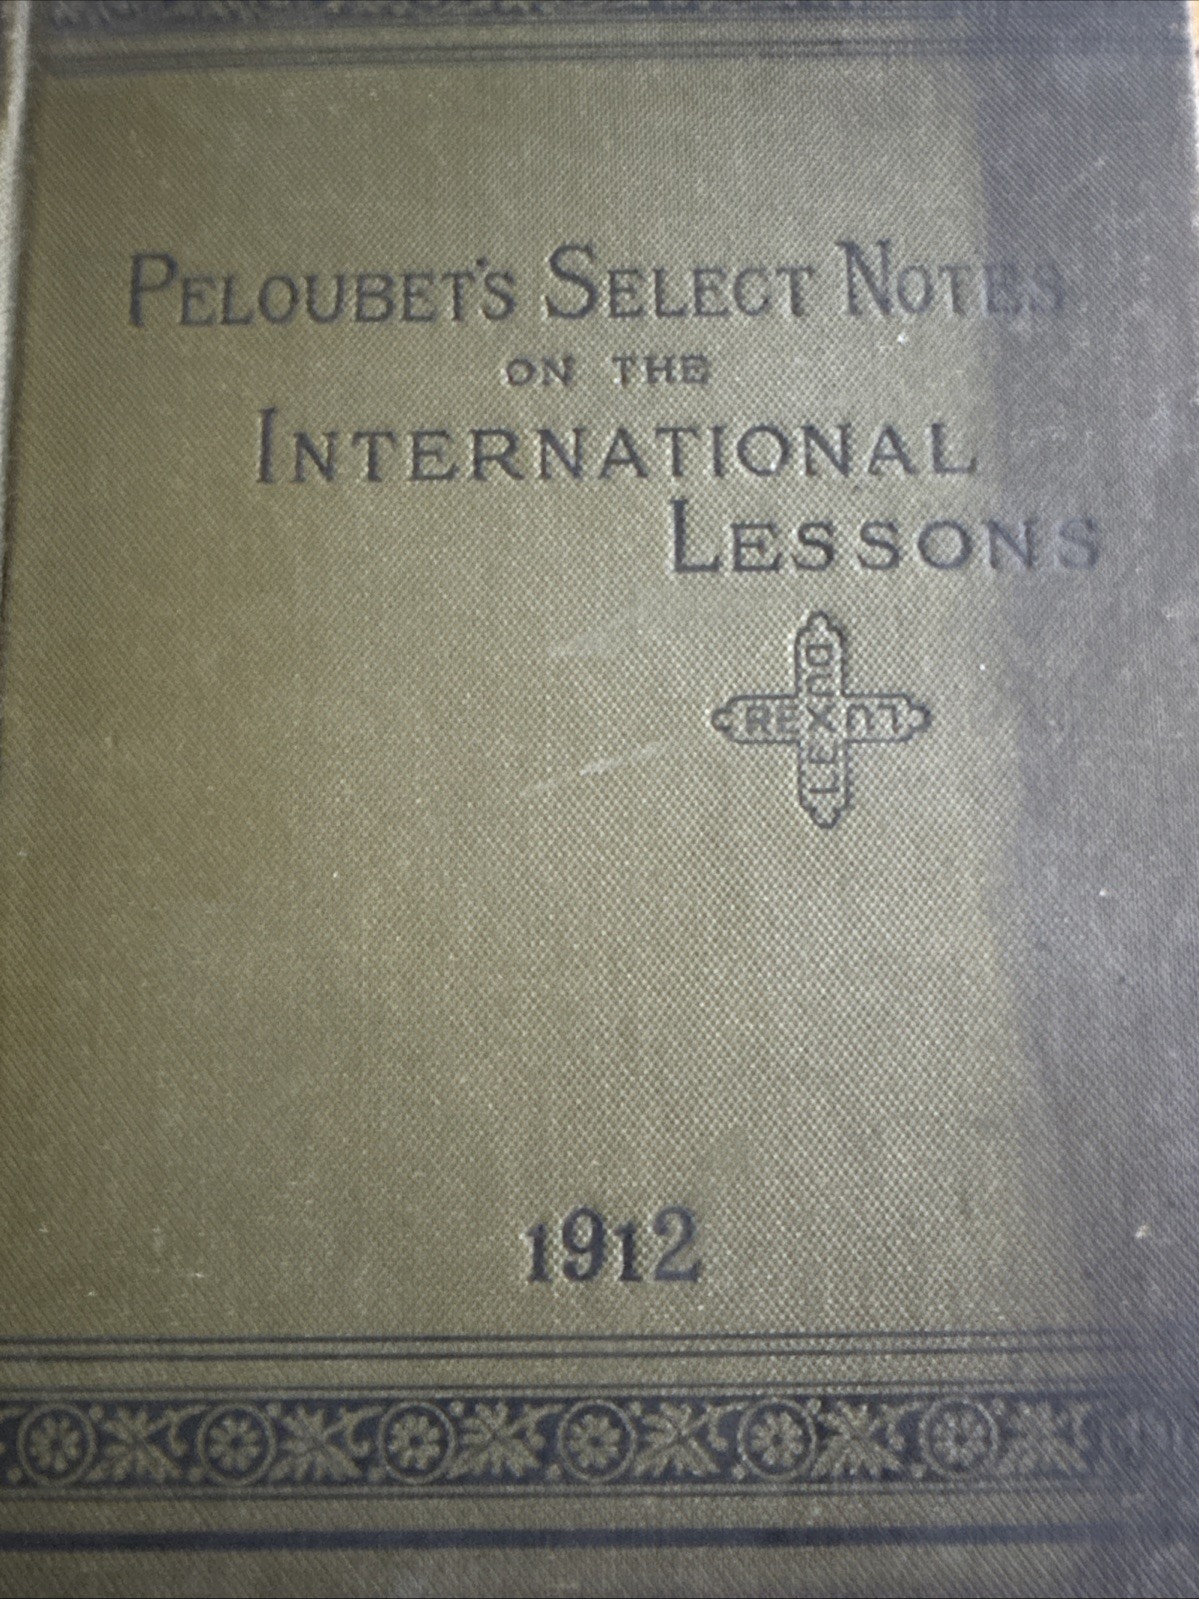 PELOUBET'S SELECT NOTES
ON THE
INTERNATIONAL
LESSONS
DUX
REX LUX
LEX
1912